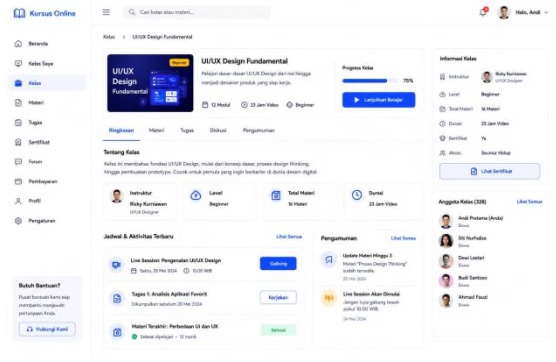 Kursus Online
Cari kelas atau materi...
Halo, Andi
Beranda
Kelas Saya
Kelas
Materi
Tugas
Sertifikat
Forum
Pembayaran
Profil
Pengaturan
Butuh Bantuan?
Pusat bantuan kami siap
membantu menjawab
pertanyaan Anda.
Hubungi Kami
Kelas > UI/UX Design Fundamental
UI/UX
Design
Fundamental
UI/UX Design Fundamental
Pelajari dasar-dasar UI/UX Design dari nol hingga
menjadi desainer produk yang siap kerja.
12 Modul
23 Jam Video
Beginner
Progress Kelas
75%
Lanjutkan Belajar
Ringkasan
Materi
Tugas
Diskusi
Pengumuman
Tentang Kelas
Kelas ini membahas fondasi UI/UX Design, mulai dari konsep dasar, proses design thinking,
hingga pembuatan prototype. Cocok untuk pemula yang ingin berkarier di dunia desain digital.
Instruktur
Rizky Kurniawan
UI/UX Designer
Level
Beginner
Total Materi
16 Materi
Durasi
23 Jam Video
Jadwal & Aktivitas Terbaru
Lihat Semua
Live Session: Pengenalan UI/UX Design
Sabtu, 25 Mei 2024
10.00 WIB
Gabung
Tugas 1: Analisis Aplikasi Favorit
Dikumpulkan sebelum 28 Mei 2024
Kerjakan
Materi Terakhir: Perbedaan UI dan UX
Selesai dipelajari • 12 menit
Selesai
Pengumuman
Lihat Semua
Update Materi Minggu 3
Materi "Proses Design Thinking"
sudah tersedia.
Live Session Akan Dimulai
Jangan lupa gabung besok
pukul 10.00 WIB.
24 Mei 2024
Informasi Kelas
Instruktur
Rizky Kurniawan
UI/UX Designer
Level
Beginner
Total Materi
16 Materi
Durasi
23 Jam Video
Sertifikat
Ya
Akses
Seumur Hidup
Lihat Sertifikat
Anggota Kelas (328)
Lihat Semua
Andi Pratama (Anda)
Siswa
Siti Nurhaliza
Siswa
Dewi Lestari
Siswa
Budi Santoso
Siswa
Ahmad Fauzi
Siswa